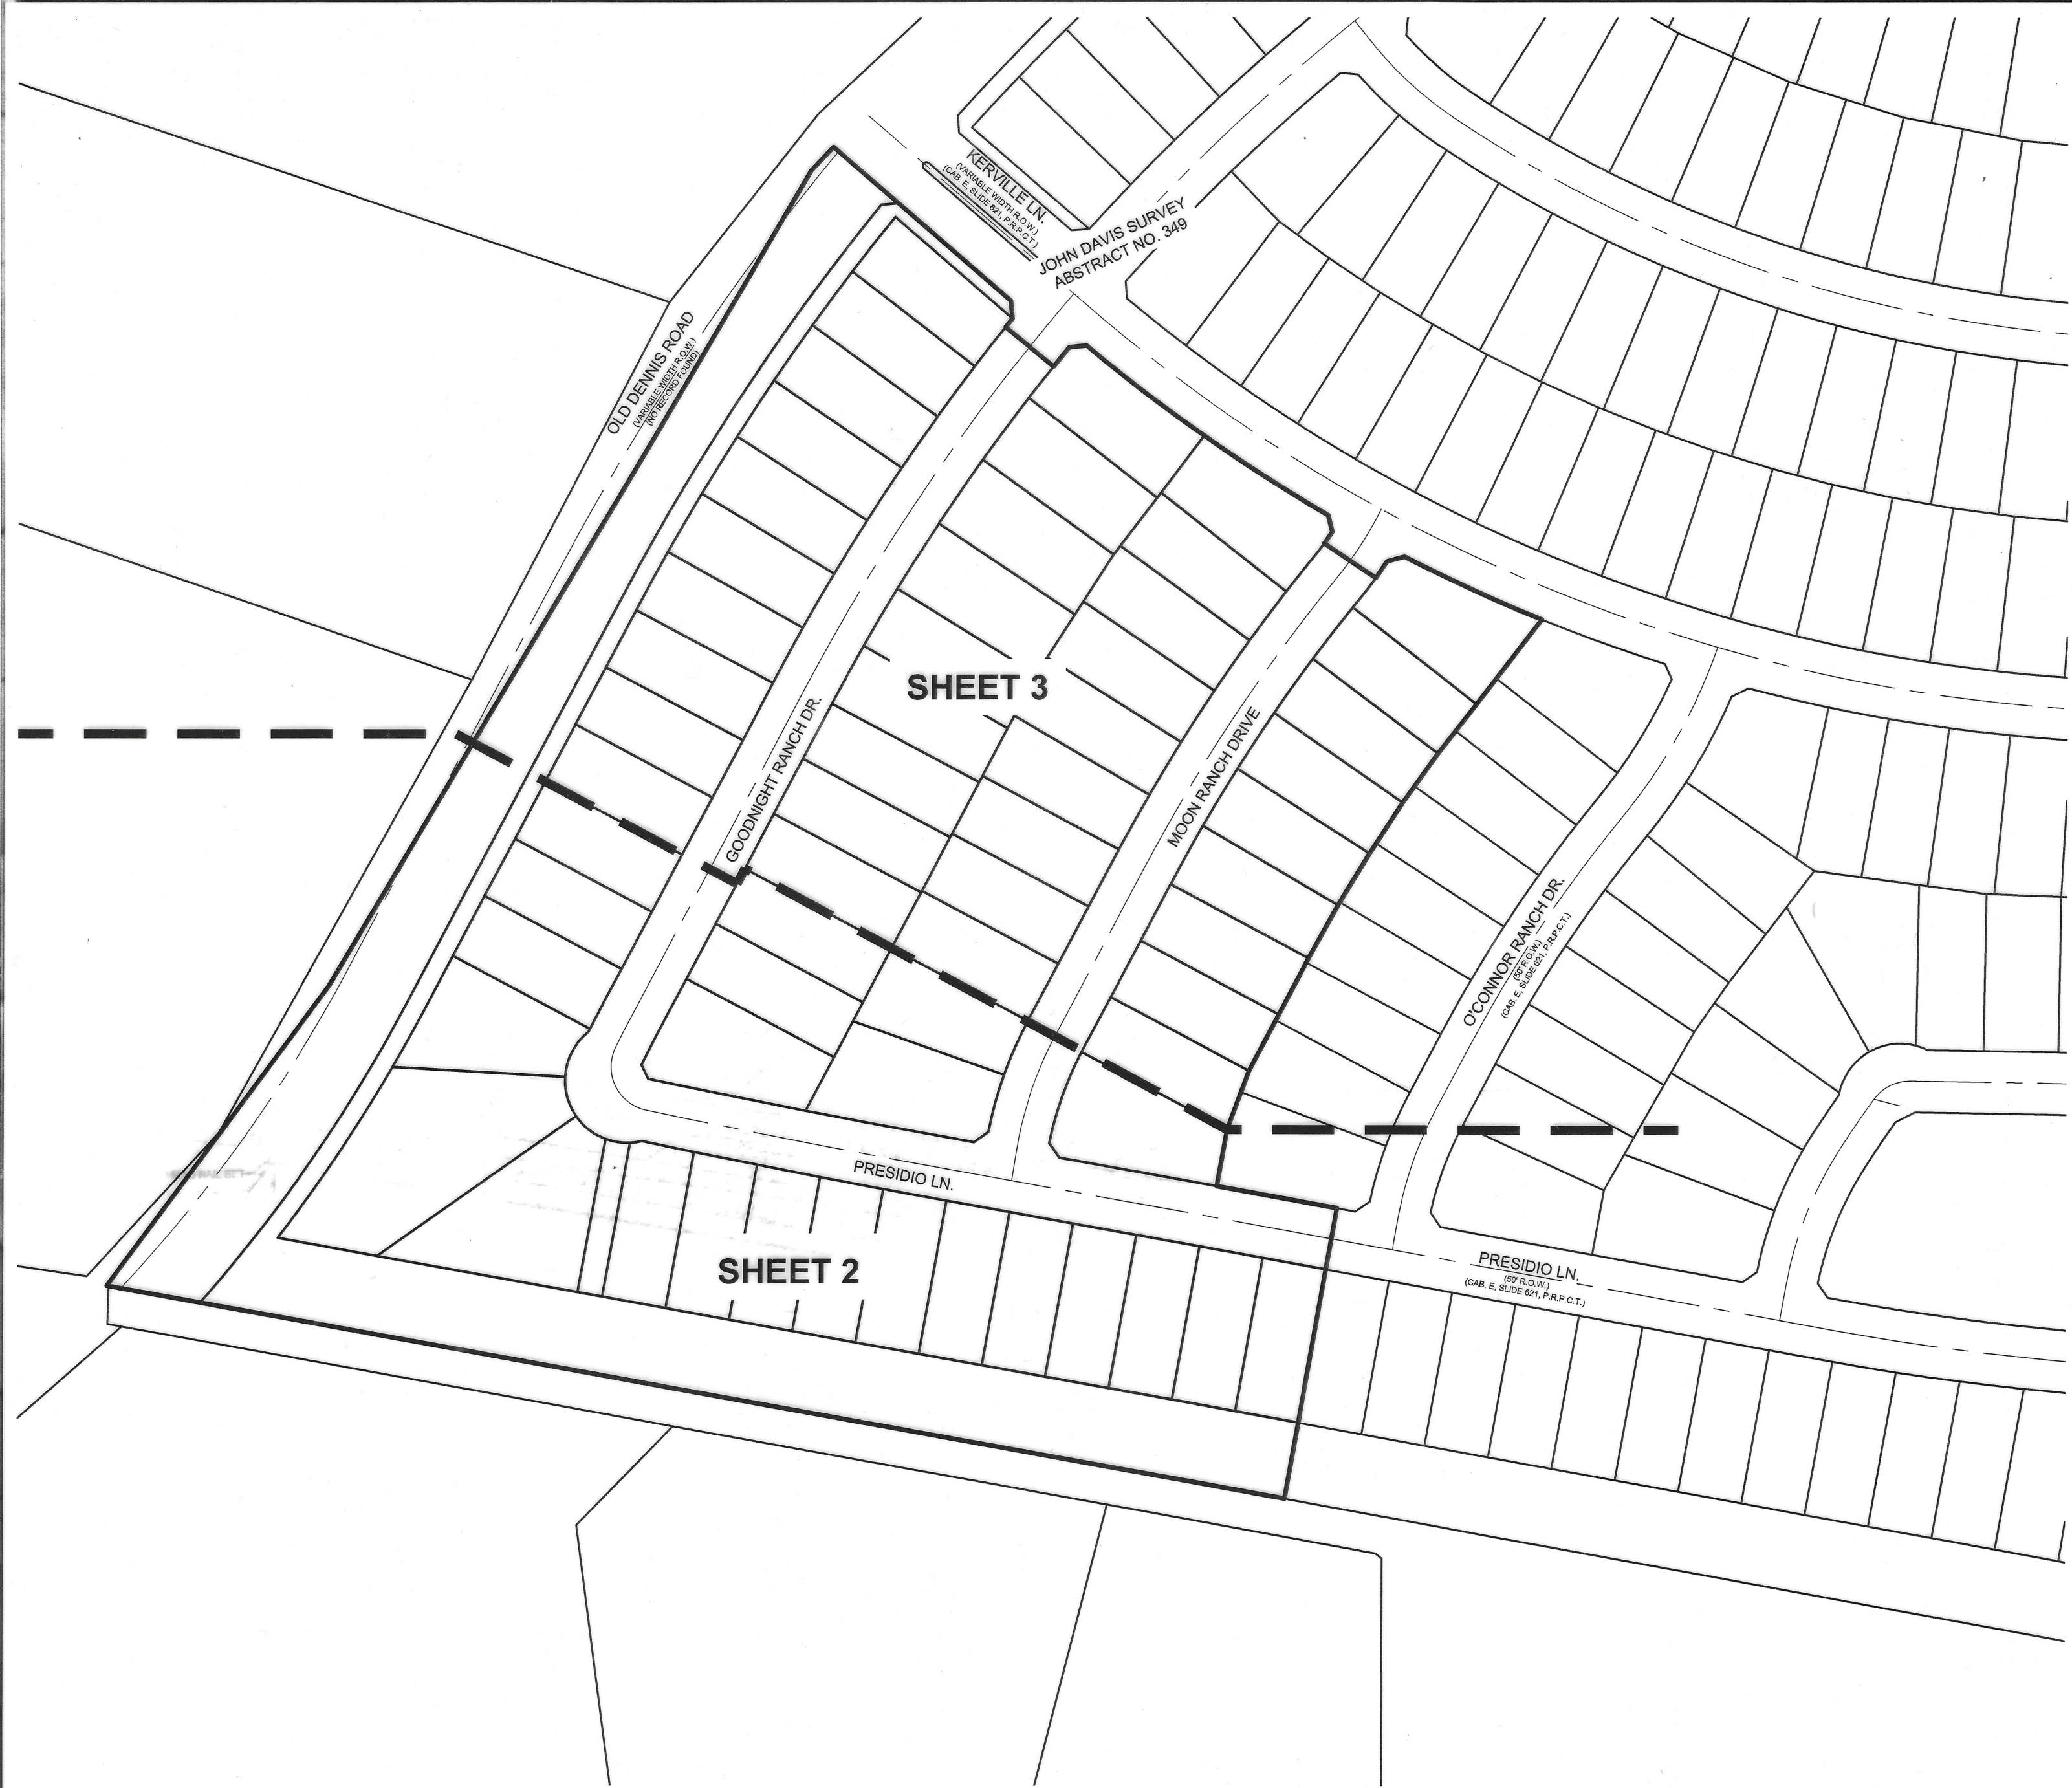 KERVILLE LN.
(VARIABLE WIDTH R.O.W.)
(CAB. E, SLIDE 621, P.R.P.C.T.)
JOHN DAVIS SURVEY
ABSTRACT NO. 349
OLD DENNIS ROAD
(VARIABLE WIDTH R.O.W.)
(NO RECORD FOUND)
SHEET 3
GOODNIGHT RANCH DR.
MOON RANCH DRIVE
O'CONNOR RANCH DR.
(50' R.O.W.)
(CAB. E, SLIDE 621, P.R.P.C.T.)
PRESIDIO LN.
SHEET 2
PRESIDIO LN.
(50' R.O.W.)
(CAB. E, SLIDE 621, P.R.P.C.T.)